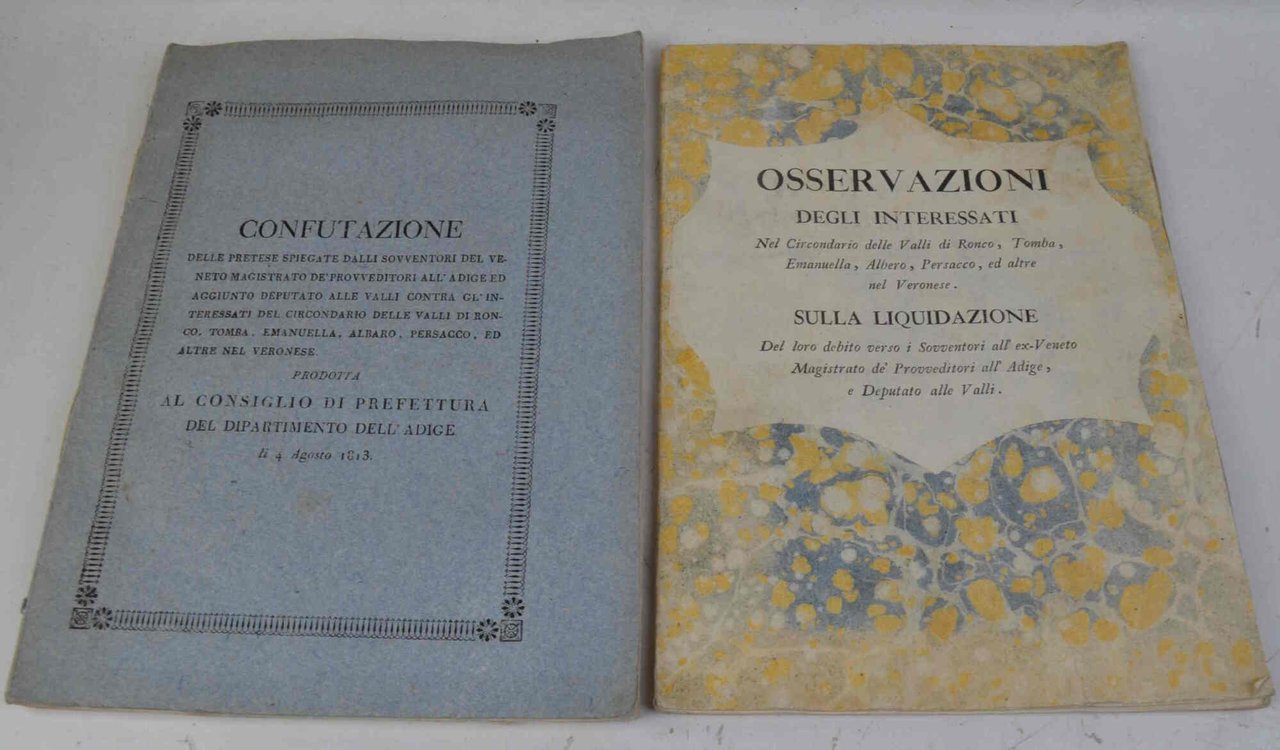 CONFUTAZIONE
DELLE PRETESE SPIEGATE DALLI SOVVENTORI DEL VE-
NETO MAGISTRATO DE' PROVVEDITORI ALL'ADIGE ED
AGGIUNTO DEPUTATO ALLE VALLI CONTRA GL'IN-
TERESSATI DEL CIRCONDARIO DELLE VALLI DI RON-
CO, TOMBA, EMANUELLA, ALBARO, PERSACCO, ED
ALTRE NEL VERONESE
PRODOTTA
AL CONSIGLIO DI PREFETTURA
DEL DIPARTIMENTO DELL'ADIGE
li 4 Agosto 1813.
OSSERVAZIONI
DEGLI INTERESSATI
Nel Circondario delle Valli di Ronco, Tomba,
Emanuella, Albero, Persacco, ed altre
nel Veronese.
SULLA LIQUIDAZIONE
Del loro debito verso i Sovventori all' ex-Veneto
Magistrato de' Provveditori all' Adige,
e Deputato alle Valli.